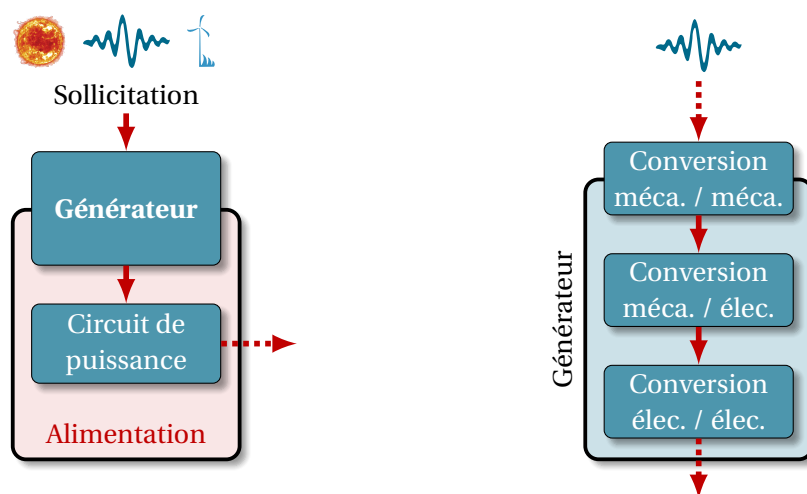 Sollicitation
Générateur
Circuit de
puissance
Alimentation
Générateur
Conversion
méca. / méca.
Conversion
méca. / élec.
Conversion
élec. / élec.